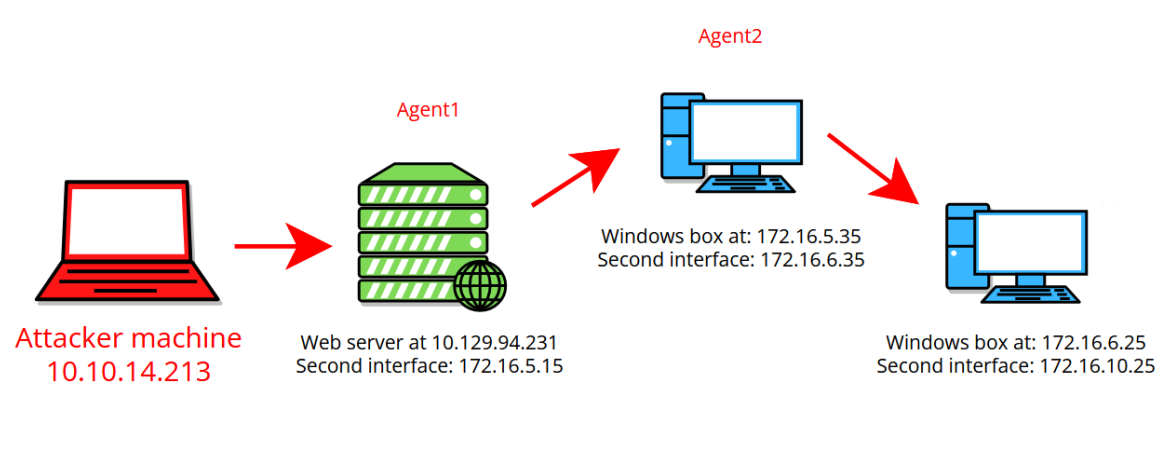 Agent2
Agent1
Windows box at: 172.16.5.35
Second interface: 172.16.6.35
Attacker machine
10.10.14.213
Web server at 10.129.94.231
Second interface: 172.16.5.15
Windows box at: 172.16.6.25
Second interface: 172.16.10.25